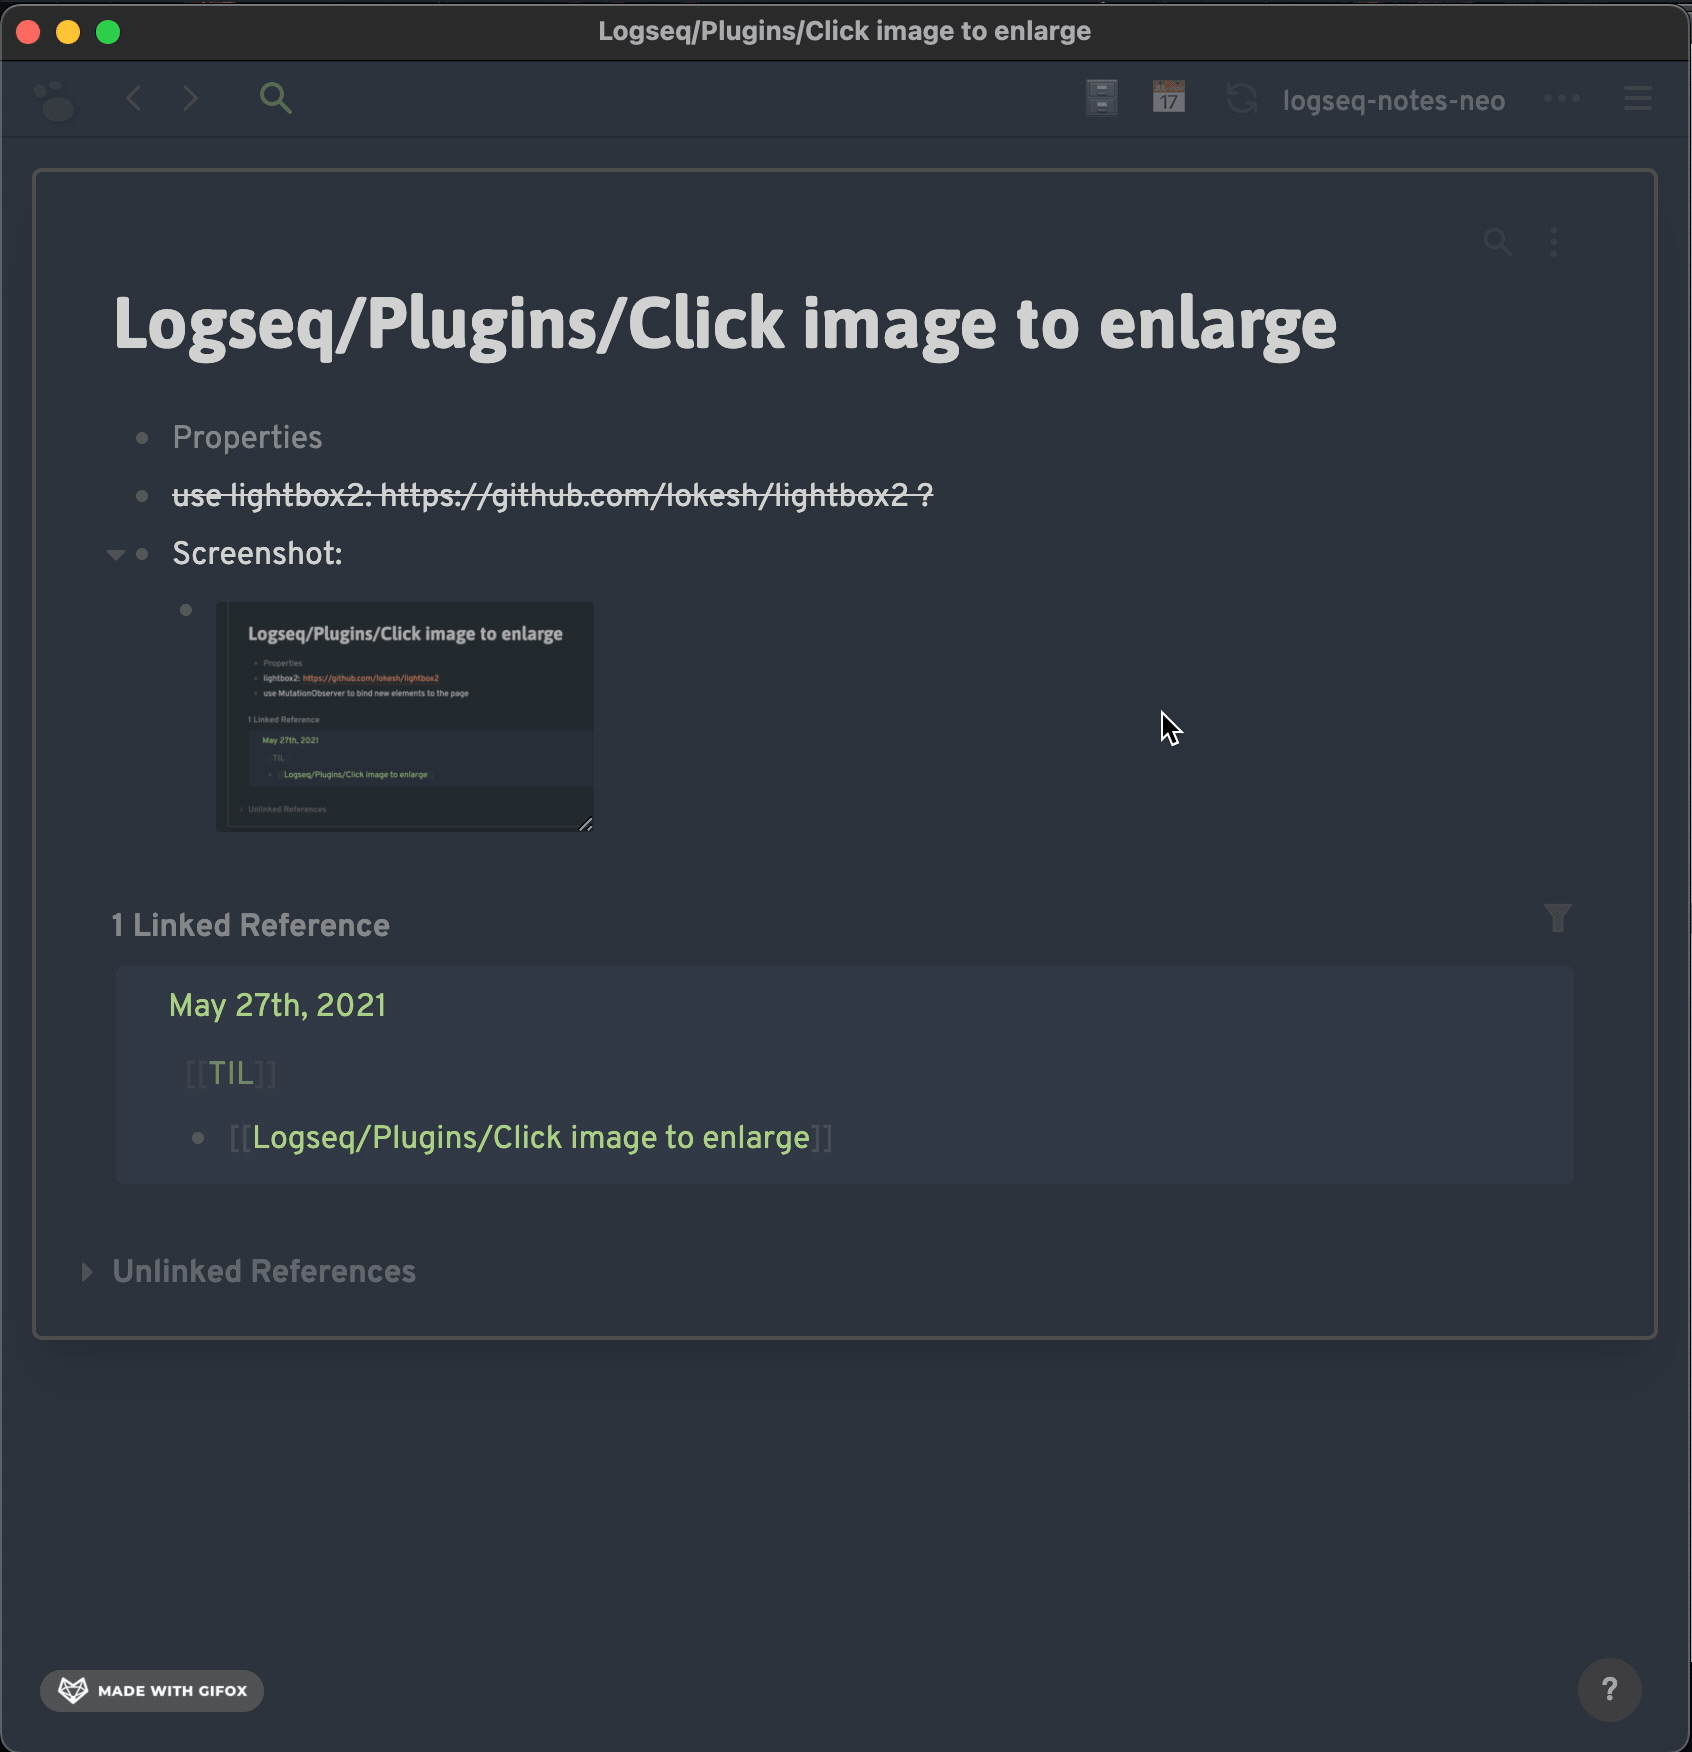 Logseq/Plugins/Click image to enlarge
JUL
17
logseq-notes-neo
Logseq/Plugins/Click image to enlarge
Properties
use lightbox2: https://github.com/lokesh/lightbox2 ?
Screenshot:
Logseq/Plugins/Click image to enlarge
Properties
lightbox2: https://github.com/lokesh/lightbox2
use MutationObserver to bind new elements to the page
1 Linked Reference
May 27th, 2021
TIL
Logseq/Plugins/Click image to enlarge
Unlinked References
1 Linked Reference
May 27th, 2021
[[TIL]]
[[Logseq/Plugins/Click image to enlarge]]
Unlinked References
MADE WITH GIFOX
?